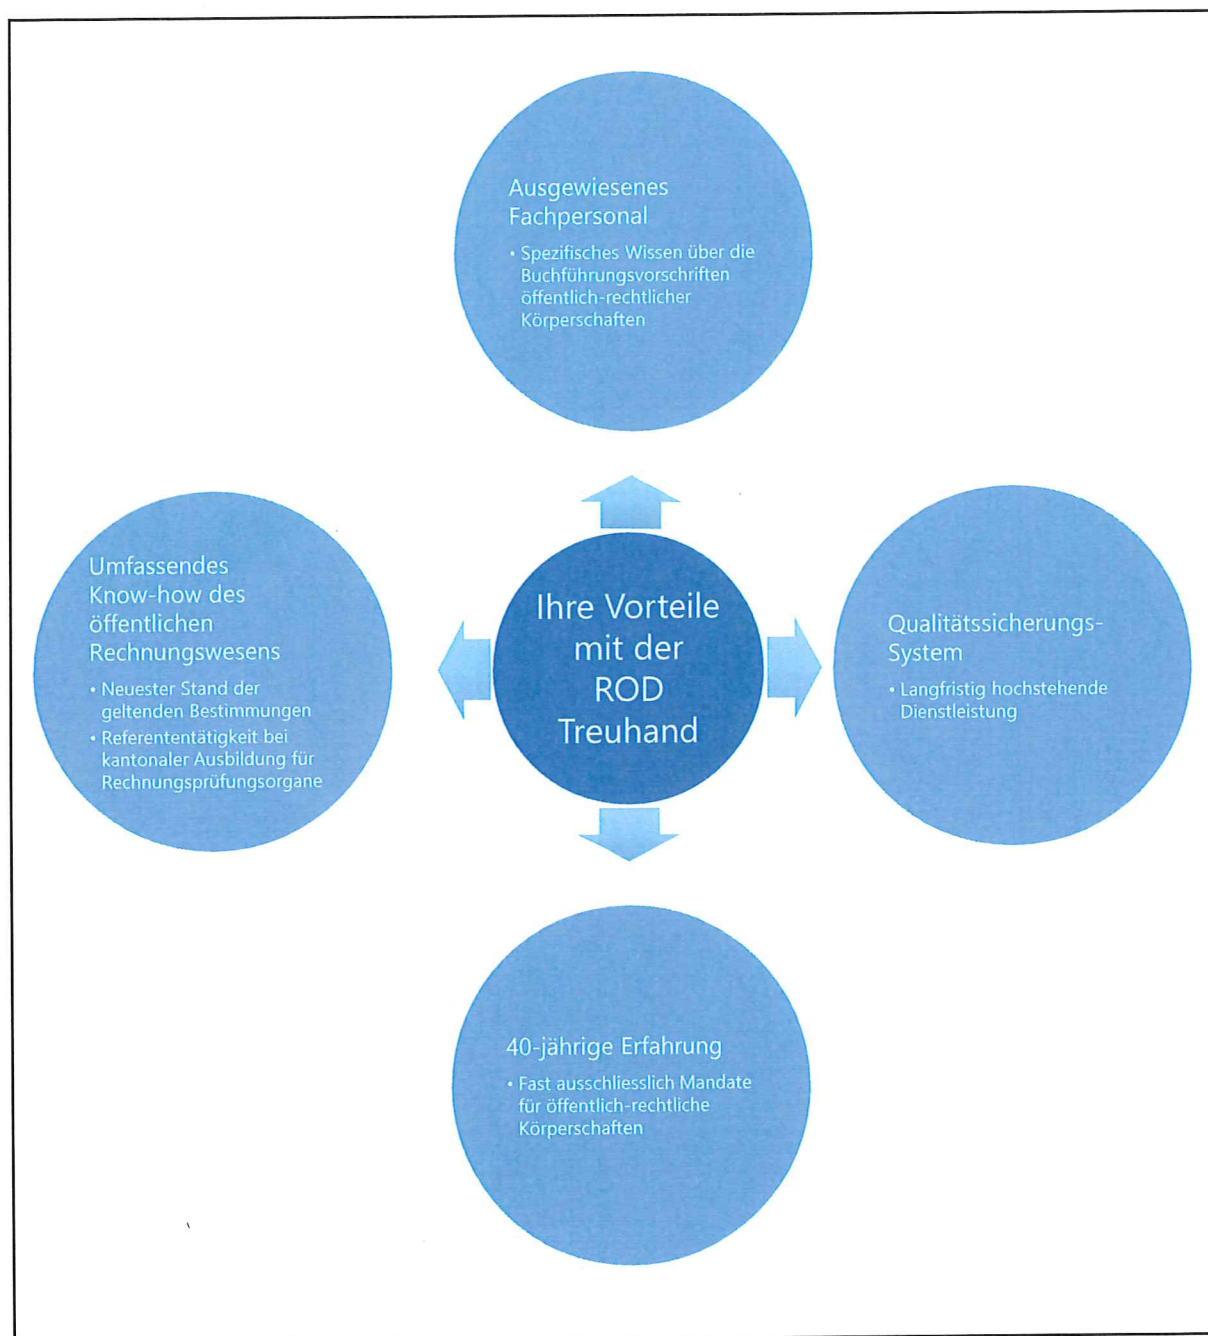 Ausgewiesenes
Fachpersonal
• Spezifisches Wissen über die
Buchführungsvorschriften
öffentlich-rechtlicher
Körperschaften
Umfassendes
Know-how des
öffentlichen
Rechnungswesens
• Neuester Stand der
geltenden Bestimmungen
• Referententätigkeit bei
kantonaler Ausbildung für
Rechnungsprüfungsorgane
Ihre Vorteile
mit der
ROD
Treuhand
Qualitätssicherungs-
System
• Langfristig hochstehende
Dienstleistung
40-jährige Erfahrung
• Fast ausschliesslich Mandate
für öffentlich-rechtliche
Körperschaften